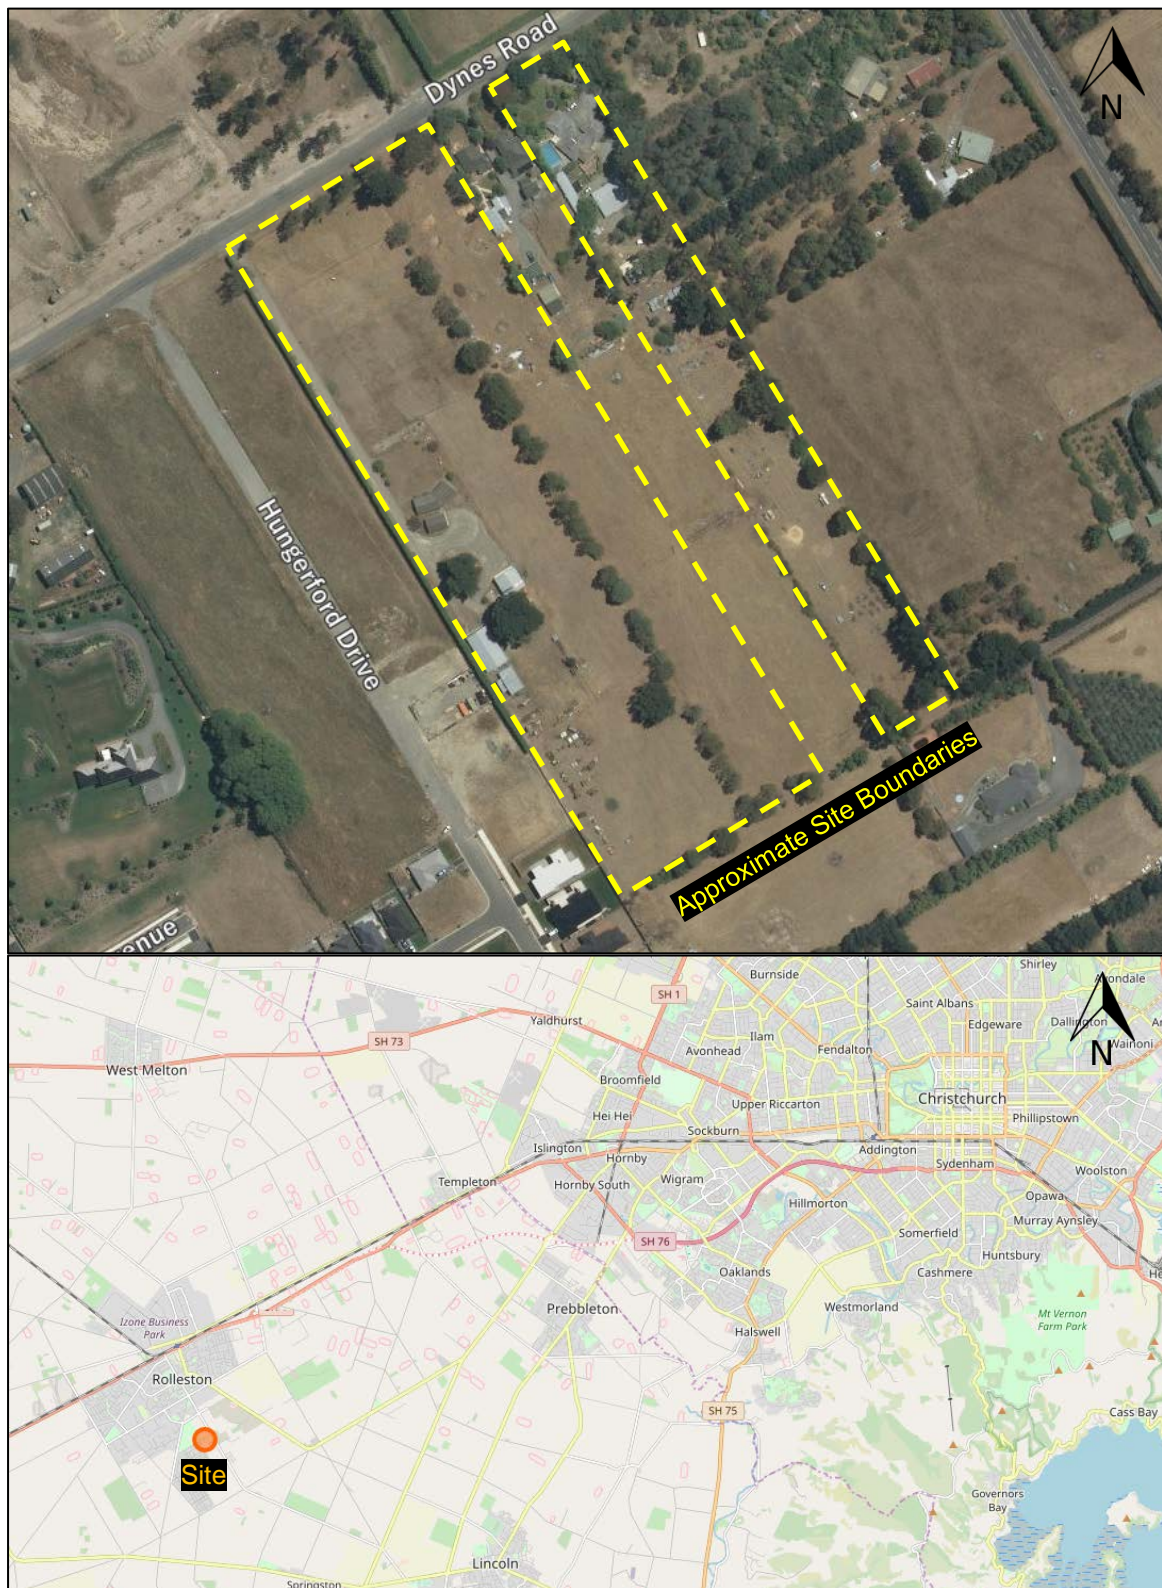 Dynes Road
N
Hungerford Drive
Approximate Site Boundaries
enue
Shirley
Burnside
Avondale
SH 1
Saint Albans
Yaldhurst
Edgeware
Dallington
SH 73
Ilam
Wainoni
Avonhead
Fendalton
N
West Melton
Broomfield
Christchurch
Upper Riccarton
Hei Hei
Phillipstown
Sockburn
Islington
Addington
Hornby
Sydenham
Woolston
Templeton
Hornby South
Wigram
Hillmorton
Opawa
Murray Aynsley
Somerfield
SH 76
Huntsbury
Oaklands
Cashmere
Prebbleton
Westmorland
Izone Business
Park
Mt Vernon
Farm Park
Halswell
Rolleston
SH 75
Cass Bay
Site
Governors
Bay
Lincoln
Springston